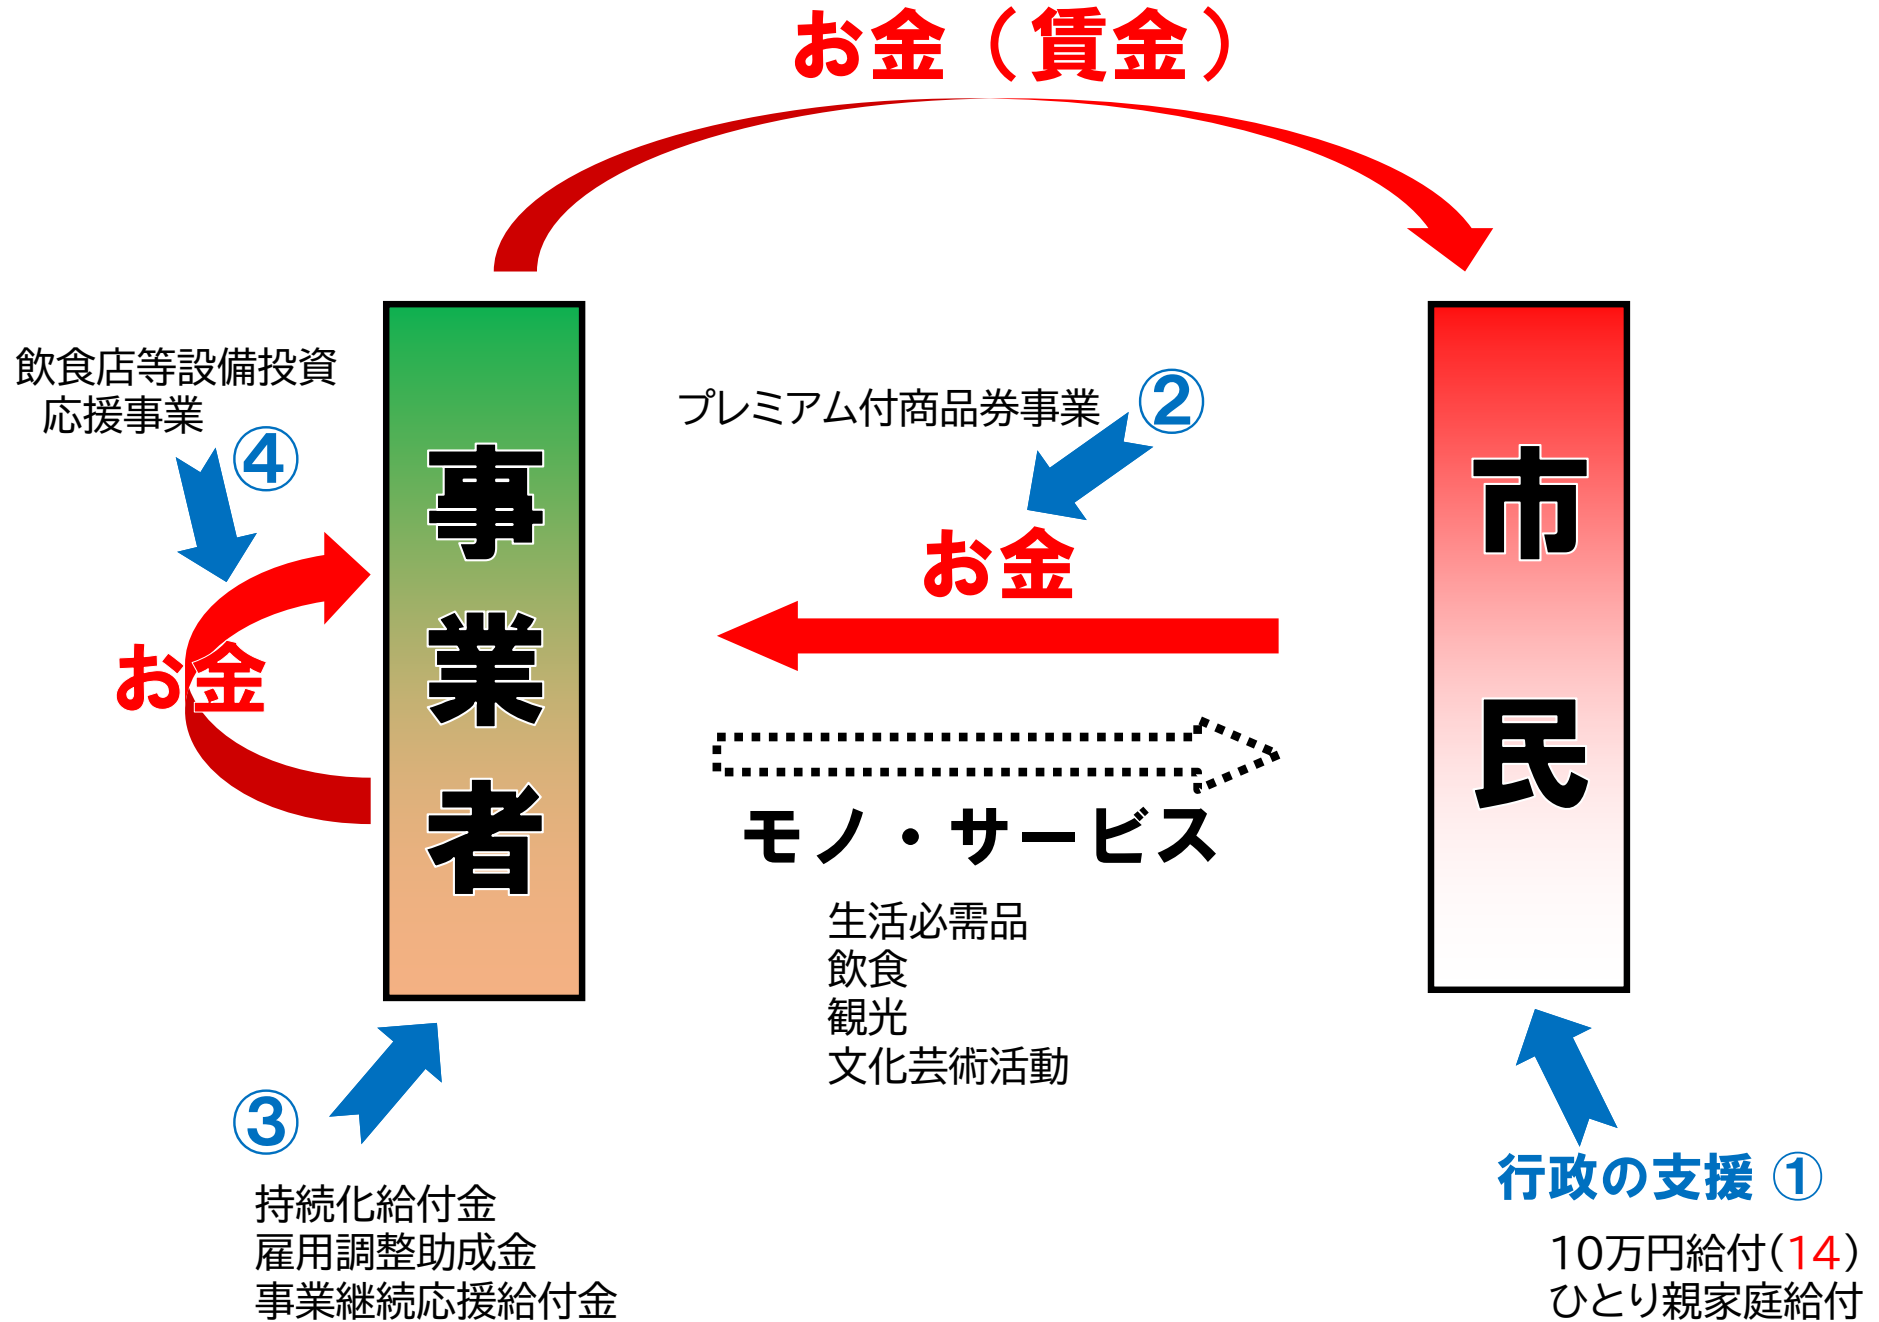 お金（賃金）
飲食店等設備投資
応援事業
④
プレミアム付商品券事業
②
お金
お金
事業者
市民
モノ・サービス
生活必需品
飲食
観光
文化芸術活動
③
持続化給付金
雇用調整助成金
事業継続応援給付金
行政の支援 ①
10万円給付（14）
ひとり親家庭給付